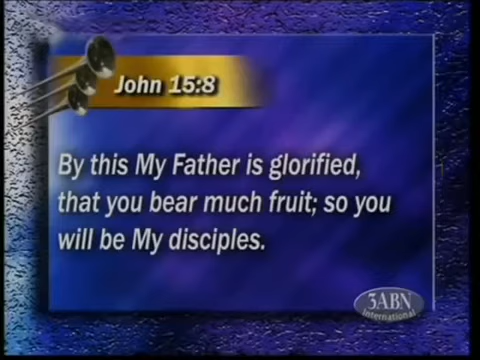 John 15:8
By this My Father is glorified,
that you bear much fruit; so you
will be My disciples.
3ABN
International